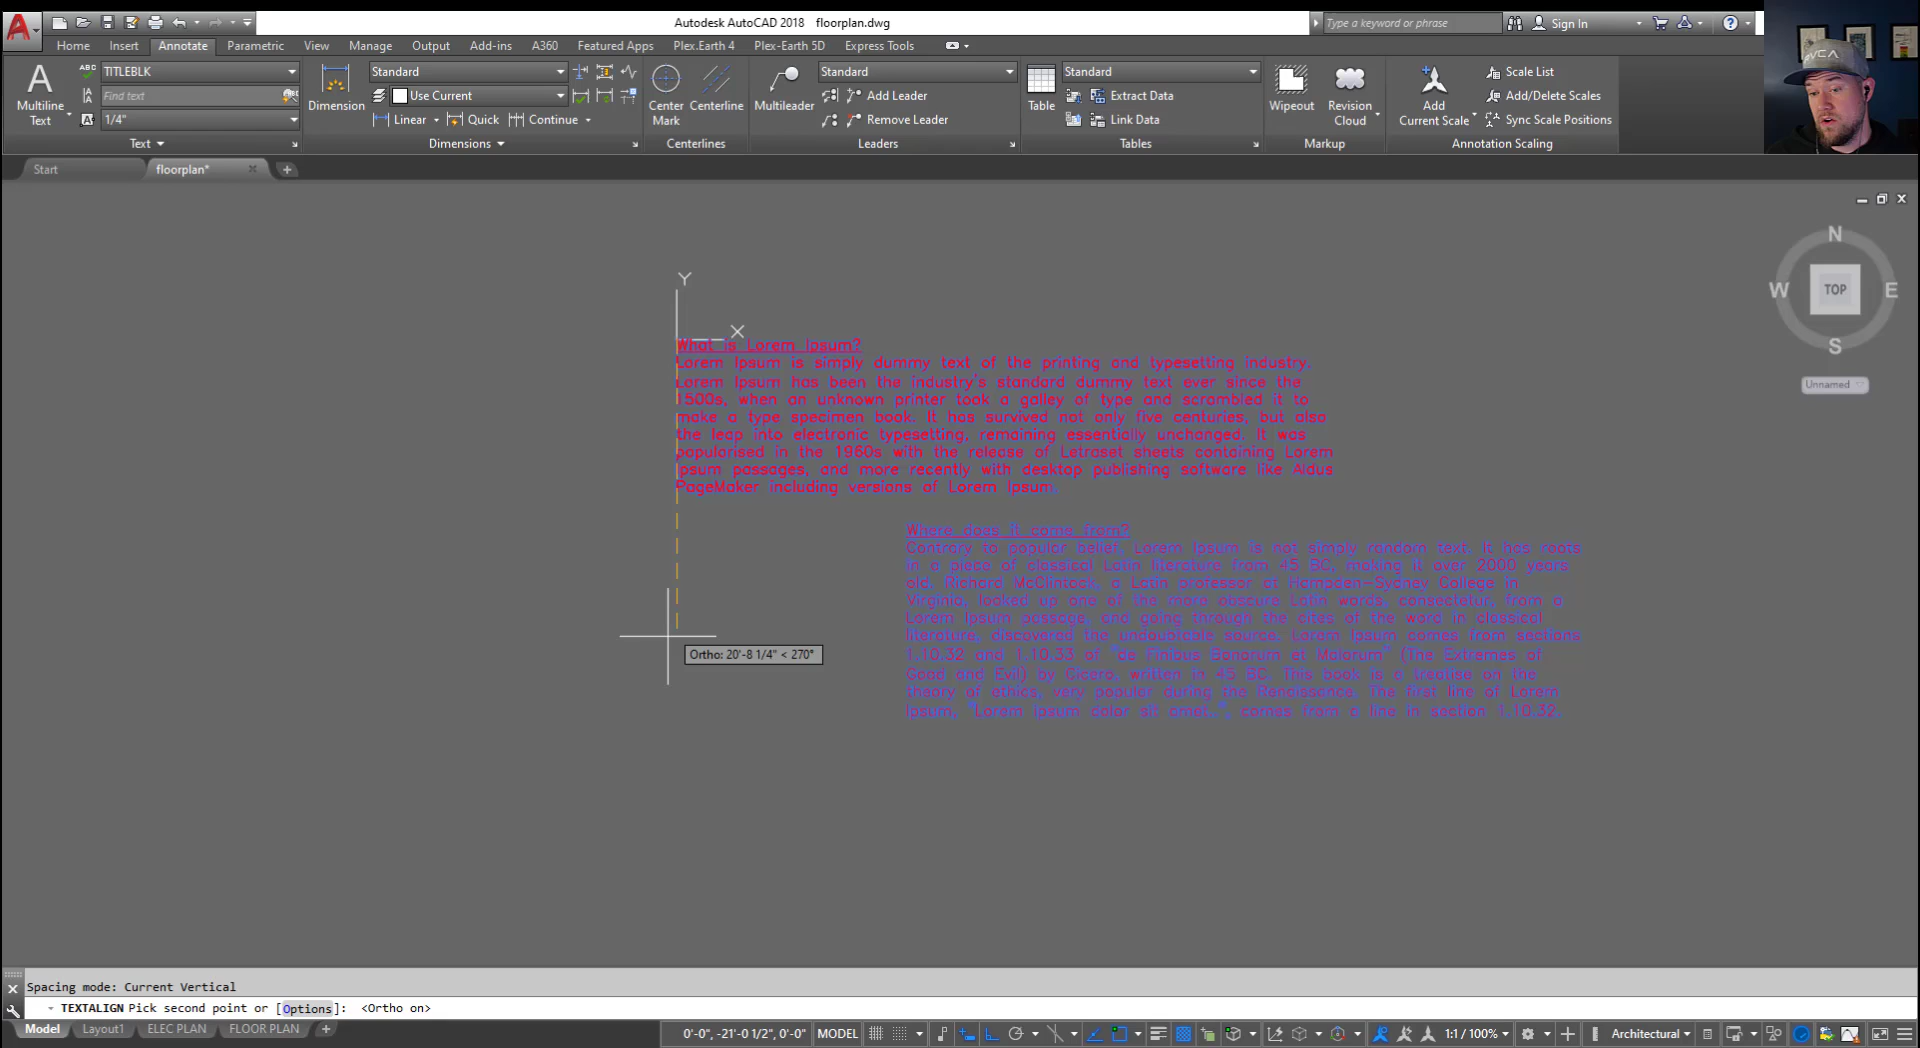 Autodesk AutoCAD 2018 floorplan.dwg
Type a keyword or phrase
Sign In
Home Insert Annotate Parametric View Manage Output Add-ins A360 Featured Apps Plex.Earth 4 Plex-Earth 5D Express Tools
Multiline Text
ABC TITLEBLK
Find text
1/4"
Text
Dimension
Standard
Use Current
Linear Quick Continue
Dimensions
Center Mark
Centerline
Centerlines
Multileader
Standard
Add Leader
Remove Leader
Leaders
Table
Standard
Extract Data
Link Data
Tables
Wipeout
Revision Cloud
Markup
Add Current Scale
Scale List
Add/Delete Scales
Sync Scale Positions
Annotation Scaling
Start floorplan*
N
W TOP E
S
Unnamed
Y
X
What is Lorem Ipsum?
Lorem Ipsum is simply dummy text of the printing and typesetting industry.
Lorem Ipsum has been the industry's standard dummy text ever since the
1500s, when an unknown printer took a galley of type and scrambled it to
make a type specimen book. It has survived not only five centuries, but also
the leap into electronic typesetting, remaining essentially unchanged. It was
popularised in the 1960s with the release of Letraset sheets containing Lorem
Ipsum passages, and more recently with desktop publishing software like Aldus
PageMaker including versions of Lorem Ipsum.
Where does it come from?
Contrary to popular belief, Lorem Ipsum is not simply random text. It has roots
in a piece of classical Latin literature from 45 BC, making it over 2000 years
old. Richard McClintock, a Latin professor at Hampden-Sydney College in
Virginia, looked up one of the more obscure Latin words, consectetur, from a
Lorem Ipsum passage, and going through the cites of the word in classical
literature, discovered the undoubtable source. Lorem Ipsum comes from sections
1.10.32 and 1.10.33 of "de Finibus Bonorum et Malorum" (The Extremes of
Good and Evil) by Cicero, written in 45 BC. This book is a treatise on the
theory of ethics, very popular during the Renaissance. The first line of Lorem
Ipsum, "Lorem ipsum dolor sit amet..", comes from a line in section 1.10.32.
Ortho: 20'-8 1/4" < 270°
Spacing mode: Current Vertical
TEXTALIGN Pick second point or [Options]: <Ortho on>
Model Layout1 ELEC PLAN FLOOR PLAN
0'-0", -21'-0 1/2", 0'-0" MODEL 1:1 / 100% Architectural